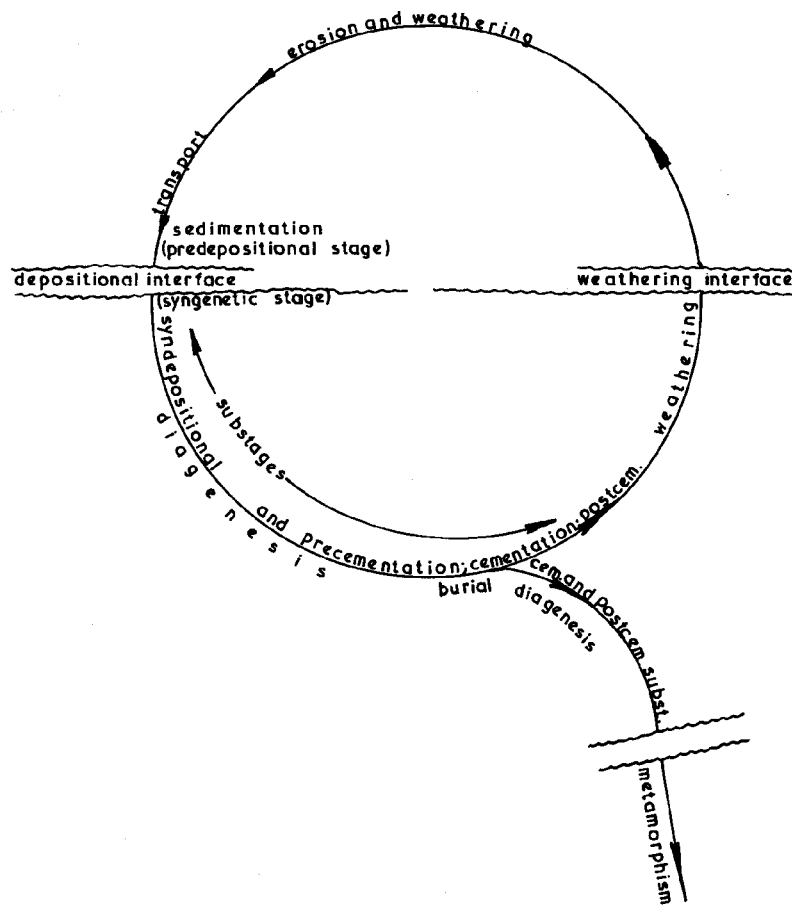 erosion and weathering
transport
sedimentation
(predepositional stage)
depositional interface
weathering interface
(syngenetic stage)
syndepositional and precementation; cementation; postcem.
weathering
substages
diagenesis
burial diagenesis
cem.and postcem subst.
metamorphism